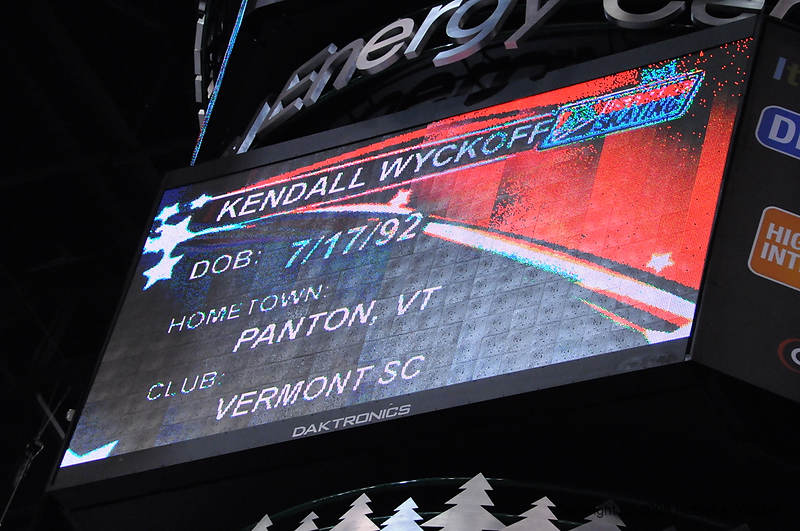 Energy
KENDALL WYCKOFF
DOB: 7/17/92
HOMETOWN:
PANTON, VT
CLUB:
VERMONT SC
DAKTRONICS